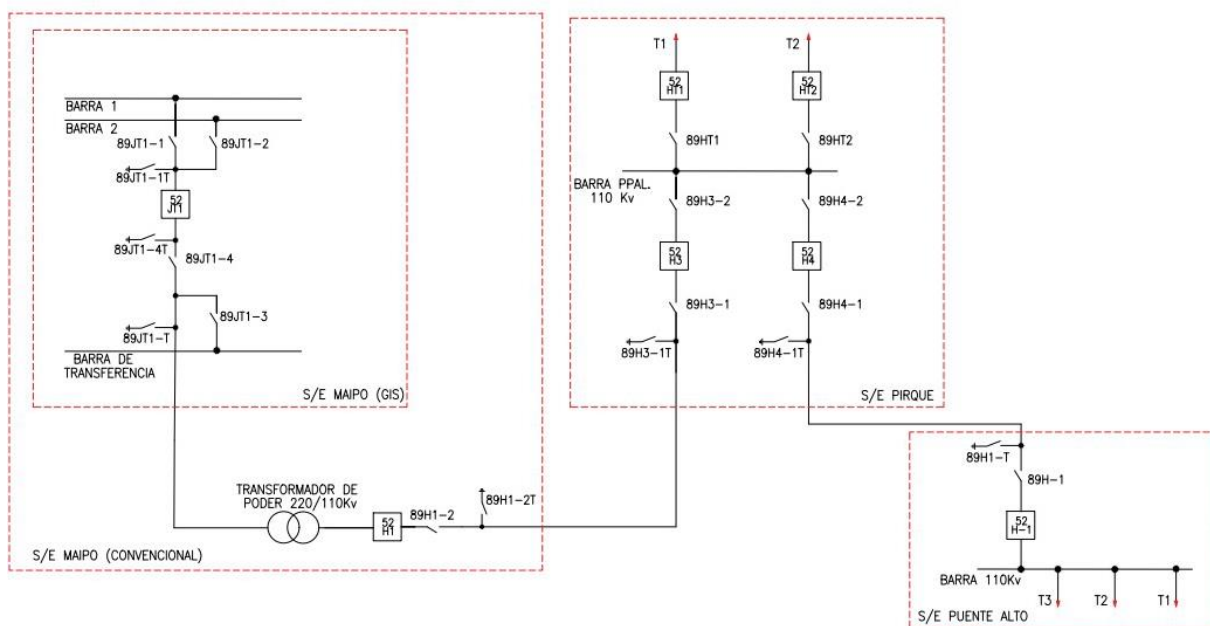 BARRA 1
BARRA 2
89JT1-1
89JT1-2
89JT1-1T
52
JT1
89JT1-4T
89JT1-4
89JT1-3
89JT1-T
BARRA DE
TRANSFERENCIA
S/E MAIPO (GIS)
TRANSFORMADOR DE
PODER 220/110Kv
52
H1
89H1-2
89H1-2T
S/E MAIPO (CONVENCIONAL)
T1
T2
52
HT1
52
HT2
89HT1
89HT2
BARRA PPAL.
110 Kv
89H3-2
89H4-2
52
H3
52
H4
89H3-1
89H4-1
89H3-1T
89H4-1T
S/E PIRQUE
89H1-T
89H-1
52
H-1
BARRA 110Kv
T3
T2
T1
S/E PUENTE ALTO